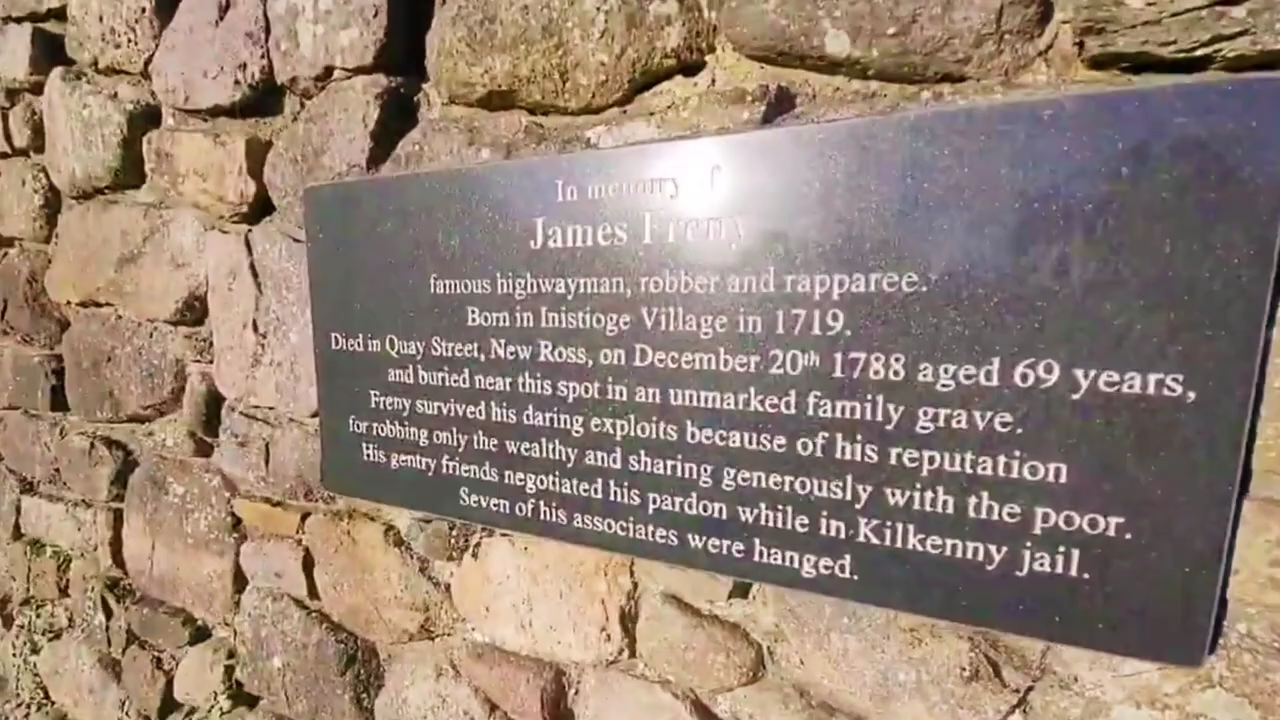 In memory of
James Freny
famous highwayman, robber and rapparee.
Born in Inistioge Village in 1719.
Died in Quay Street, New Ross, on December 20th 1788 aged 69 years,
and buried near this spot in an unmarked family grave.
Freny survived his daring exploits because of his reputation
for robbing only the wealthy and sharing generously with the poor.
His gentry friends negotiated his pardon while in Kilkenny jail.
Seven of his associates were hanged.